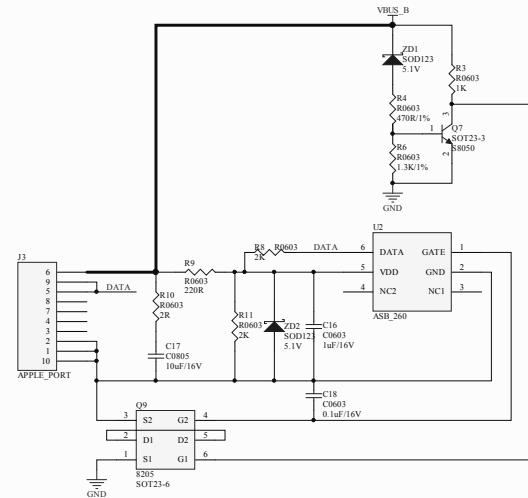 VBUS_B
ZD1
SOD123
5.1V
R3
R0603
1K
R4
R0603
470R/1%
3
1
Q7
SOT23-3
S8050
2
R6
R0603
1.3K/1%
GND
U2
R8 R0603
2K
DATA
6 DATA GATE 1
5 VDD GND 2
4 NC2 NC1 3
ASB_260
J3
6
9
5
8
7
4
3
2
1
10
APPLE_PORT
DATA
R9
R0603
220R
R10
R0603
2R
C17
C0805
10uF/16V
R11
R0603
2K
ZD2
SOD123
5.1V
C16
C0603
1uF/16V
C18
C0603
0.1uF/16V
Q9
3 S2 G2 4
2 D1 D2 5
1 S1 G1 6
8205
SOT23-6
GND